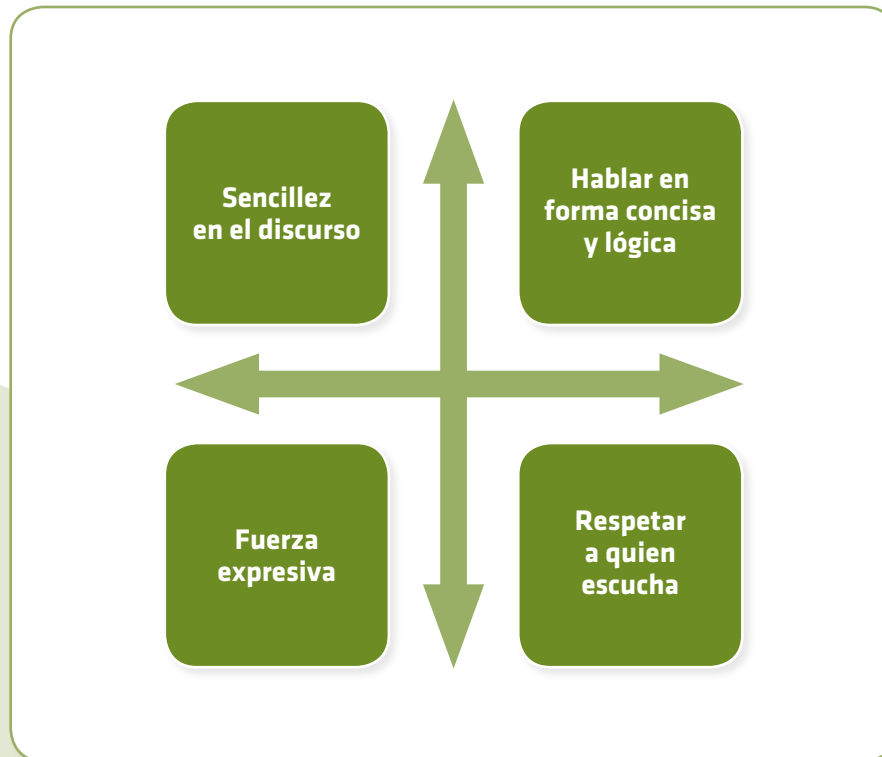 Sencillez
en el discurso
Hablar en
forma concisa
y lógica
Fuerza
expresiva
Respetar
a quien
escucha